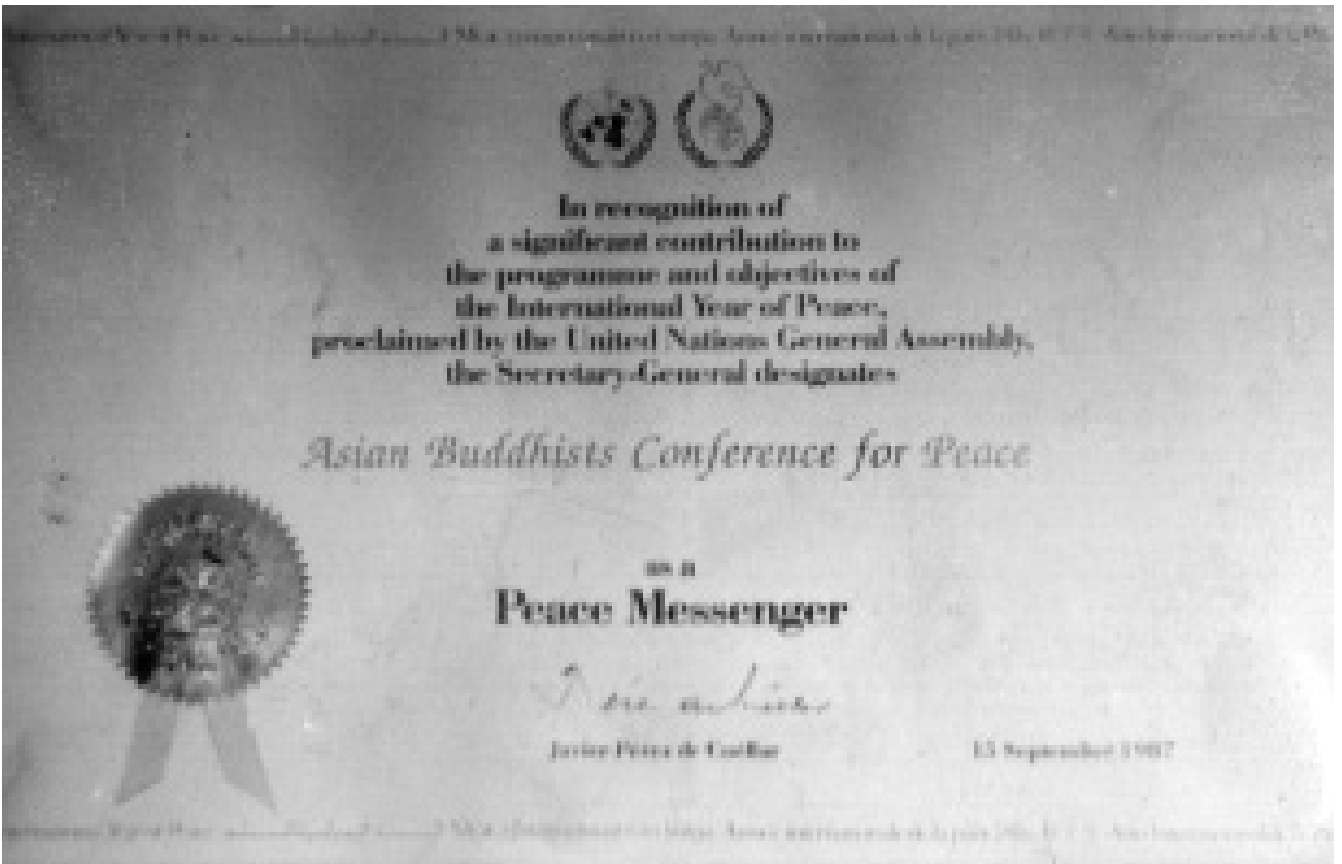 In recognition of
a significant contribution to
the programme and objectives of
the International Year of Peace,
proclaimed by the United Nations General Assembly,
the Secretary-General designates
Asian Buddhists Conference for Peace
as a
Peace Messenger
Javier Pérez de Cuéllar
15 September 1987